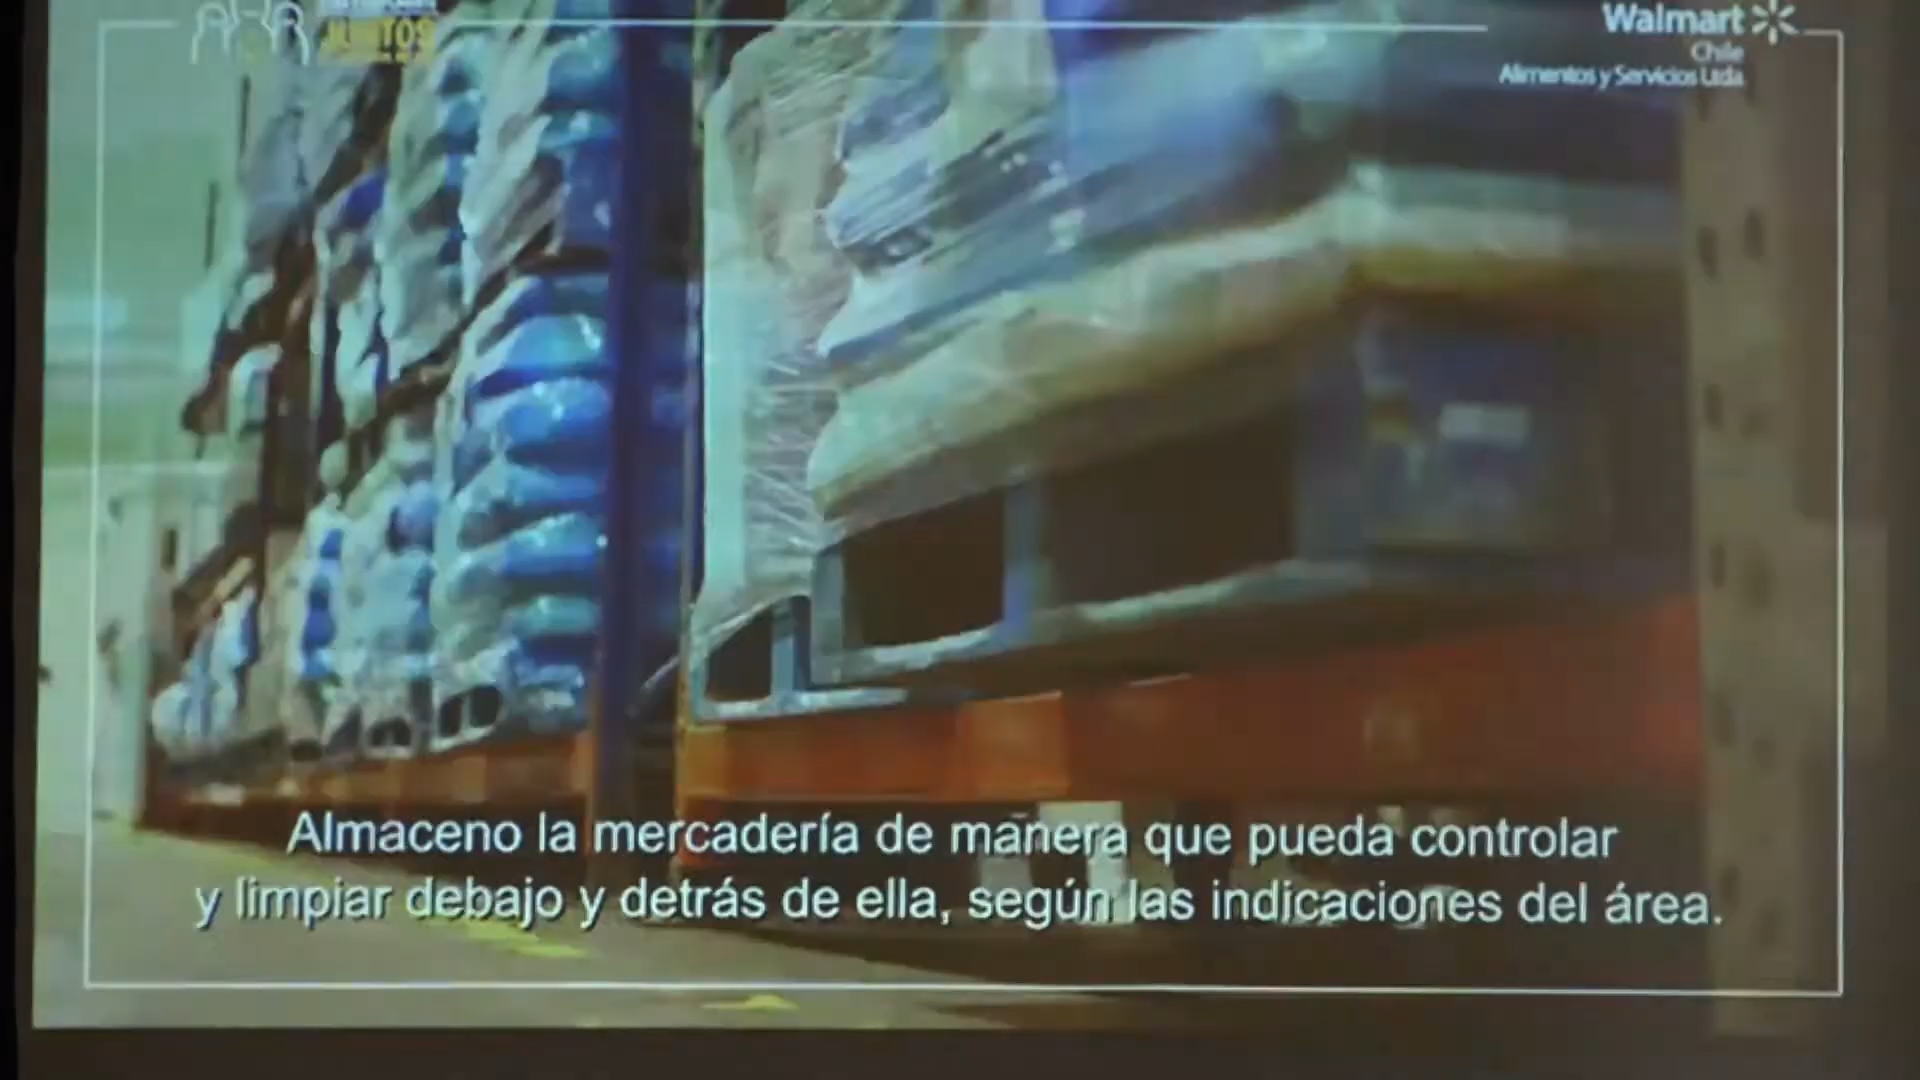 JUNTOS
Walmart
Chile
Alimentos y Servicios Ltda
Almaceno la mercadería de manera que pueda controlar
y limpiar debajo y detrás de ella, según las indicaciones del área.